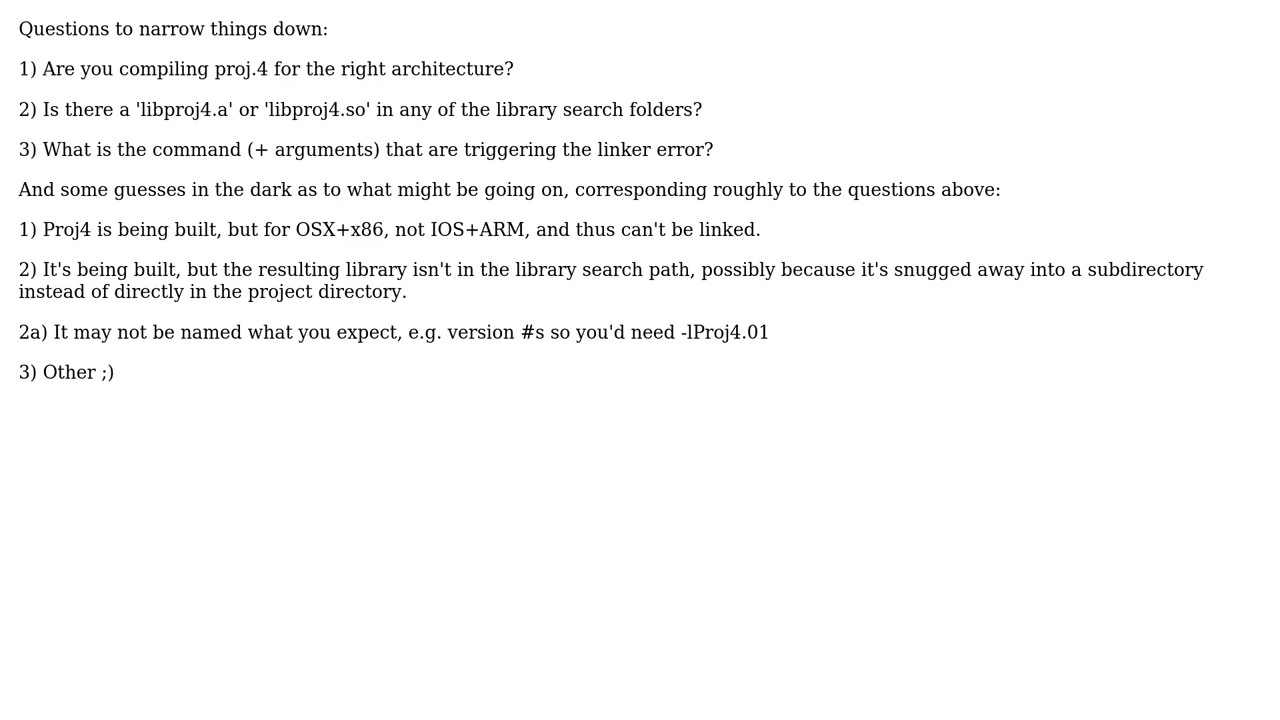 Questions to narrow things down:
1) Are you compiling proj.4 for the right architecture?
2) Is there a 'libproj4.a' or 'libproj4.so' in any of the library search folders?
3) What is the command (+ arguments) that are triggering the linker error?
And some guesses in the dark as to what might be going on, corresponding roughly to the questions above:
1) Proj4 is being built, but for OSX+x86, not IOS+ARM, and thus can't be linked.
2) It's being built, but the resulting library isn't in the library search path, possibly because it's snugged away into a subdirectory
instead of directly in the project directory.
2a) It may not be named what you expect, e.g. version #s so you'd need -lProj4.01
3) Other ;)